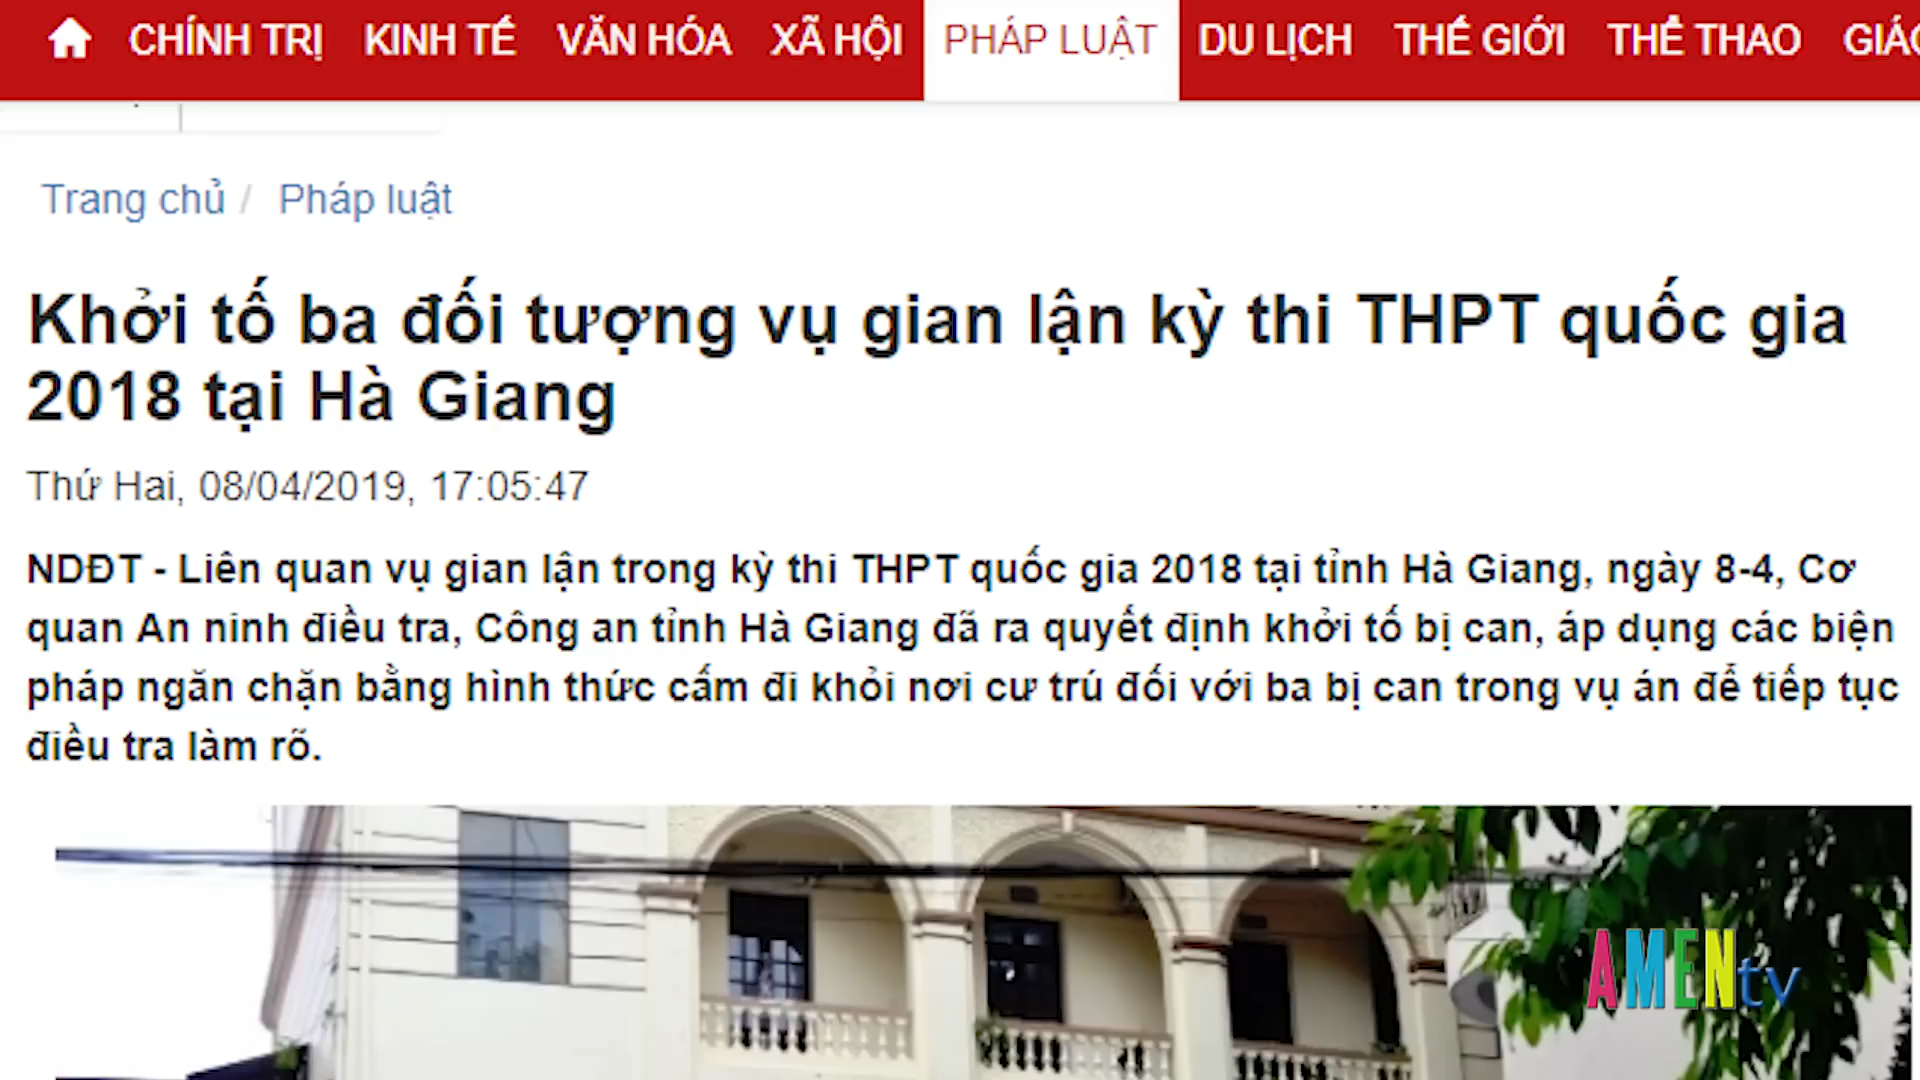 CHÍNH TRỊ KINH TẾ VĂN HÓA XÃ HỘI PHÁP LUẬT DU LỊCH THẾ GIỚI THỂ THAO
Trang chủ / Pháp luật
Khởi tố ba đối tượng vụ gian lận kỳ thi THPT quốc gia
2018 tại Hà Giang
Thứ Hai, 08/04/2019, 17:05:47
NDĐT - Liên quan vụ gian lận trong kỳ thi THPT quốc gia 2018 tại tỉnh Hà Giang, ngày 8-4, Cơ
quan An ninh điều tra, Công an tỉnh Hà Giang đã ra quyết định khởi tố bị can, áp dụng các biện
pháp ngăn chặn bằng hình thức cấm đi khỏi nơi cư trú đối với ba bị can trong vụ án để tiếp tục
điều tra làm rõ.
AMENtv